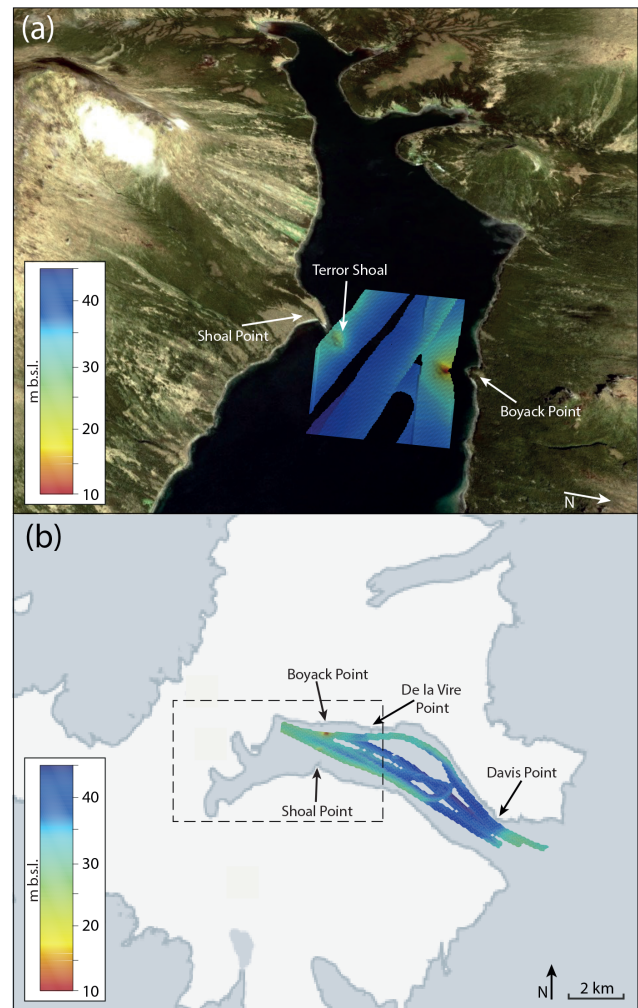 (a)
Terror Shoal
Shoal Point
Boyack Point
m b.s.l.
40
30
20
10
N
(b)
Boyack Point
De la Vire
Point
Davis Point
Shoal Point
m b.s.l.
40
30
20
10
N
2 km